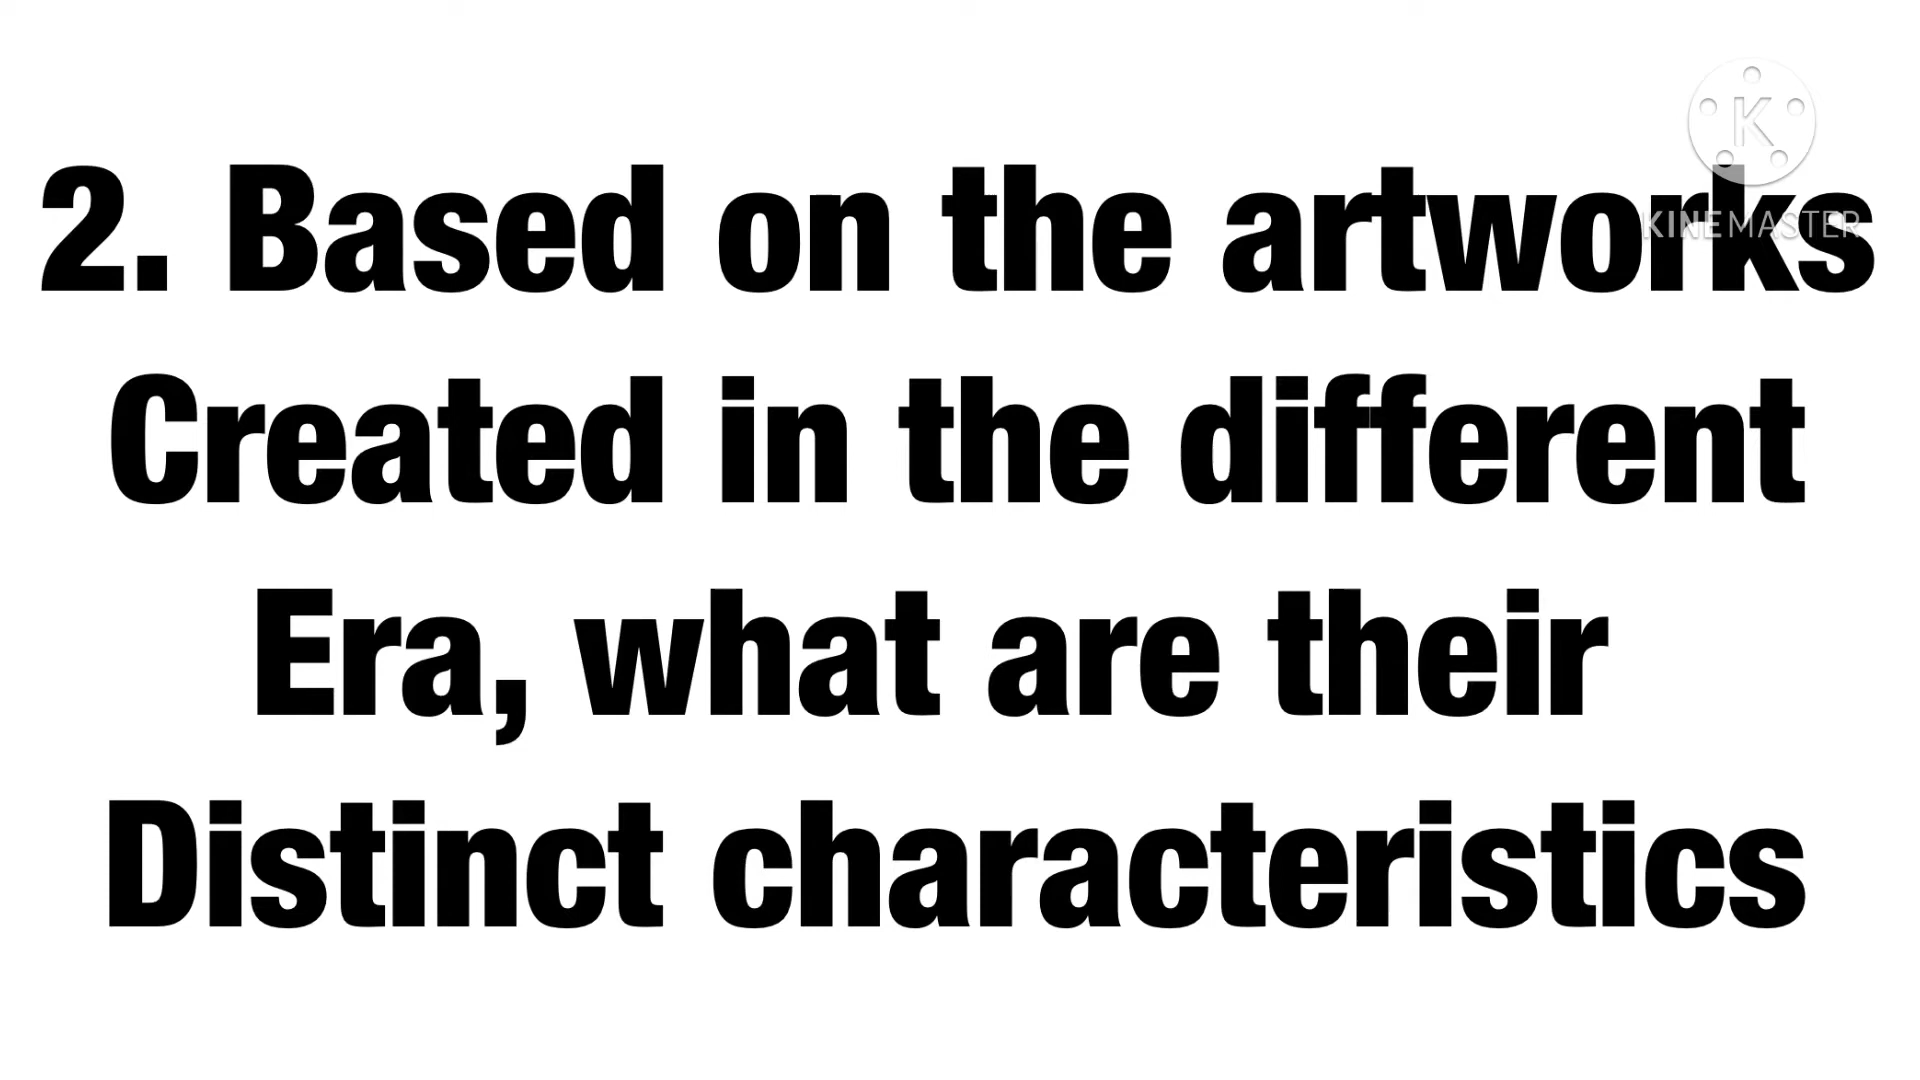 K
KINEMASTER
2. Based on the artworks
Created in the different
Era, what are their
Distinct characteristics